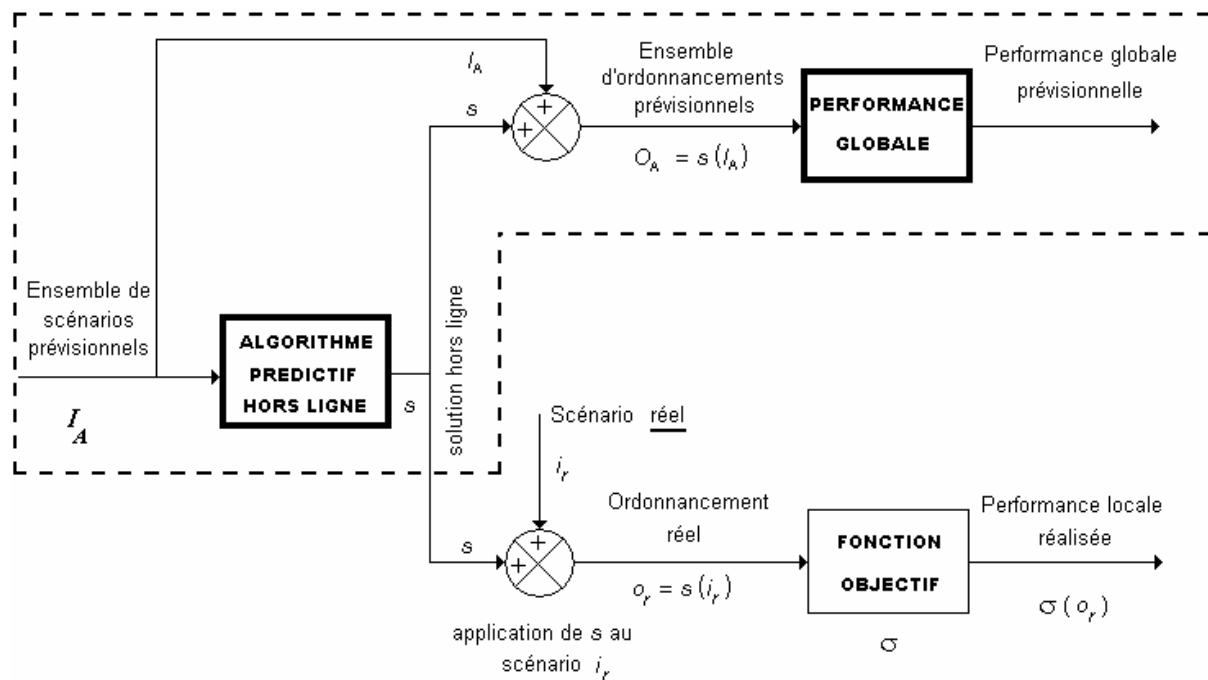 I_A
s
+
+
Ensemble
d'ordonnancements
prévisionnels
O_A = s(I_A)
PERFORMANCE
GLOBALE
Performance globale
prévisionnelle
Ensemble de
scénarios
prévisionnels
I_A
ALGORITHME
PREDICTIF
HORS LIGNE
s
solution hors ligne
Scénario réel
i_r
s
+
+
application de s au
scénario i_r
Ordonnancement
réel
o_r = s(i_r)
FONCTION
OBJECTIF
σ
Performance locale
réalisée
σ(o_r)